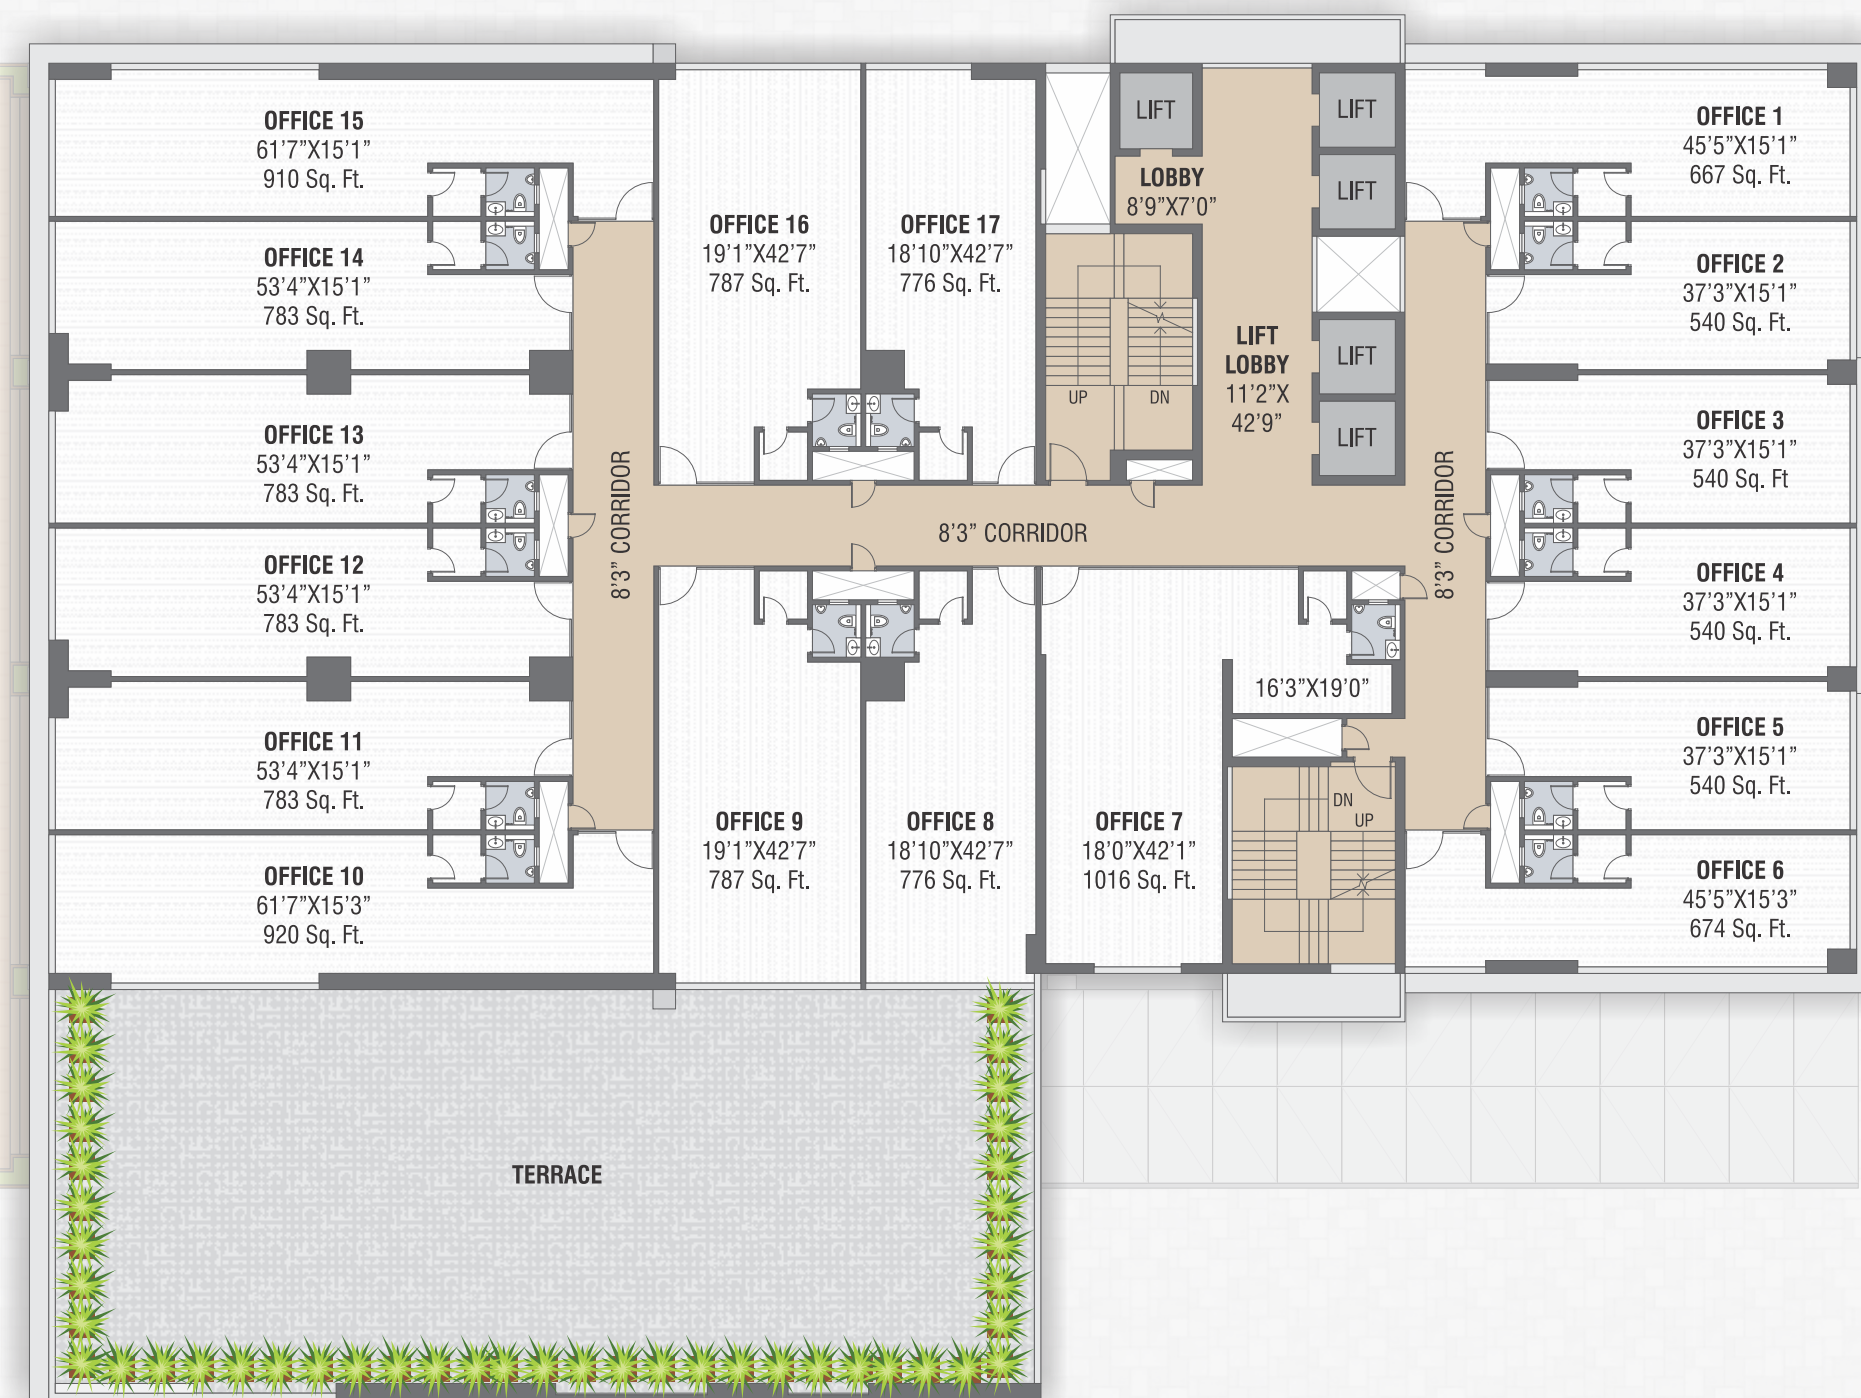 OFFICE 15
61’7”X15’1”
910 Sq. Ft.
OFFICE 14
53’4”X15’1”
783 Sq. Ft.
OFFICE 13
53’4”X15’1”
783 Sq. Ft.
OFFICE 12
53’4”X15’1”
783 Sq. Ft.
OFFICE 11
53’4”X15’1”
783 Sq. Ft.
OFFICE 10
61’7”X15’3”
920 Sq. Ft.
8’3” CORRIDOR
OFFICE 16
19’1”X42’7”
787 Sq. Ft.
OFFICE 17
18’10”X42’7”
776 Sq. Ft.
LIFT
LOBBY
8’9”X7’0”
LIFT
LIFT
LIFT
LOBBY
11’2”X
42’9”
LIFT
LIFT
UP
DN
8’3” CORRIDOR
8’3” CORRIDOR
OFFICE 9
19’1”X42’7”
787 Sq. Ft.
OFFICE 8
18’10”X42’7”
776 Sq. Ft.
OFFICE 7
18’0”X42’1”
1016 Sq. Ft.
16’3”X19’0”
DN
UP
OFFICE 1
45’5”X15’1”
667 Sq. Ft.
OFFICE 2
37’3”X15’1”
540 Sq. Ft.
OFFICE 3
37’3”X15’1”
540 Sq. Ft
OFFICE 4
37’3”X15’1”
540 Sq. Ft.
OFFICE 5
37’3”X15’1”
540 Sq. Ft.
OFFICE 6
45’5”X15’3”
674 Sq. Ft.
TERRACE